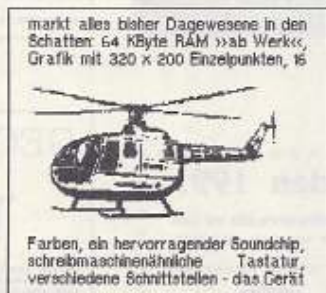 markt alles bisher Dagewesene in den
Schatten: 64 KByte RAM »ab Werk«,
Grafik mit 320 x 200 Einzelpunkten, 16
Farben, ein hervorragender Soundchip,
schreibmaschinenähnliche Tastatur,
verschiedene Schnittstellen - das Gerät